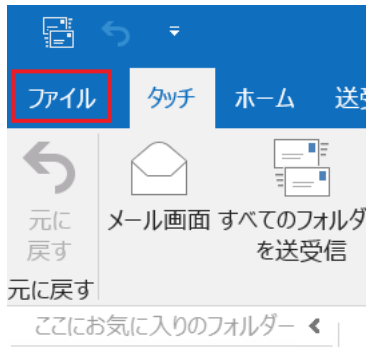 ファイル タッチ ホーム 送
元に戻す メール画面 すべてのフォルダ
を送受信
元に戻す
ここにお気に入りのフォルダー